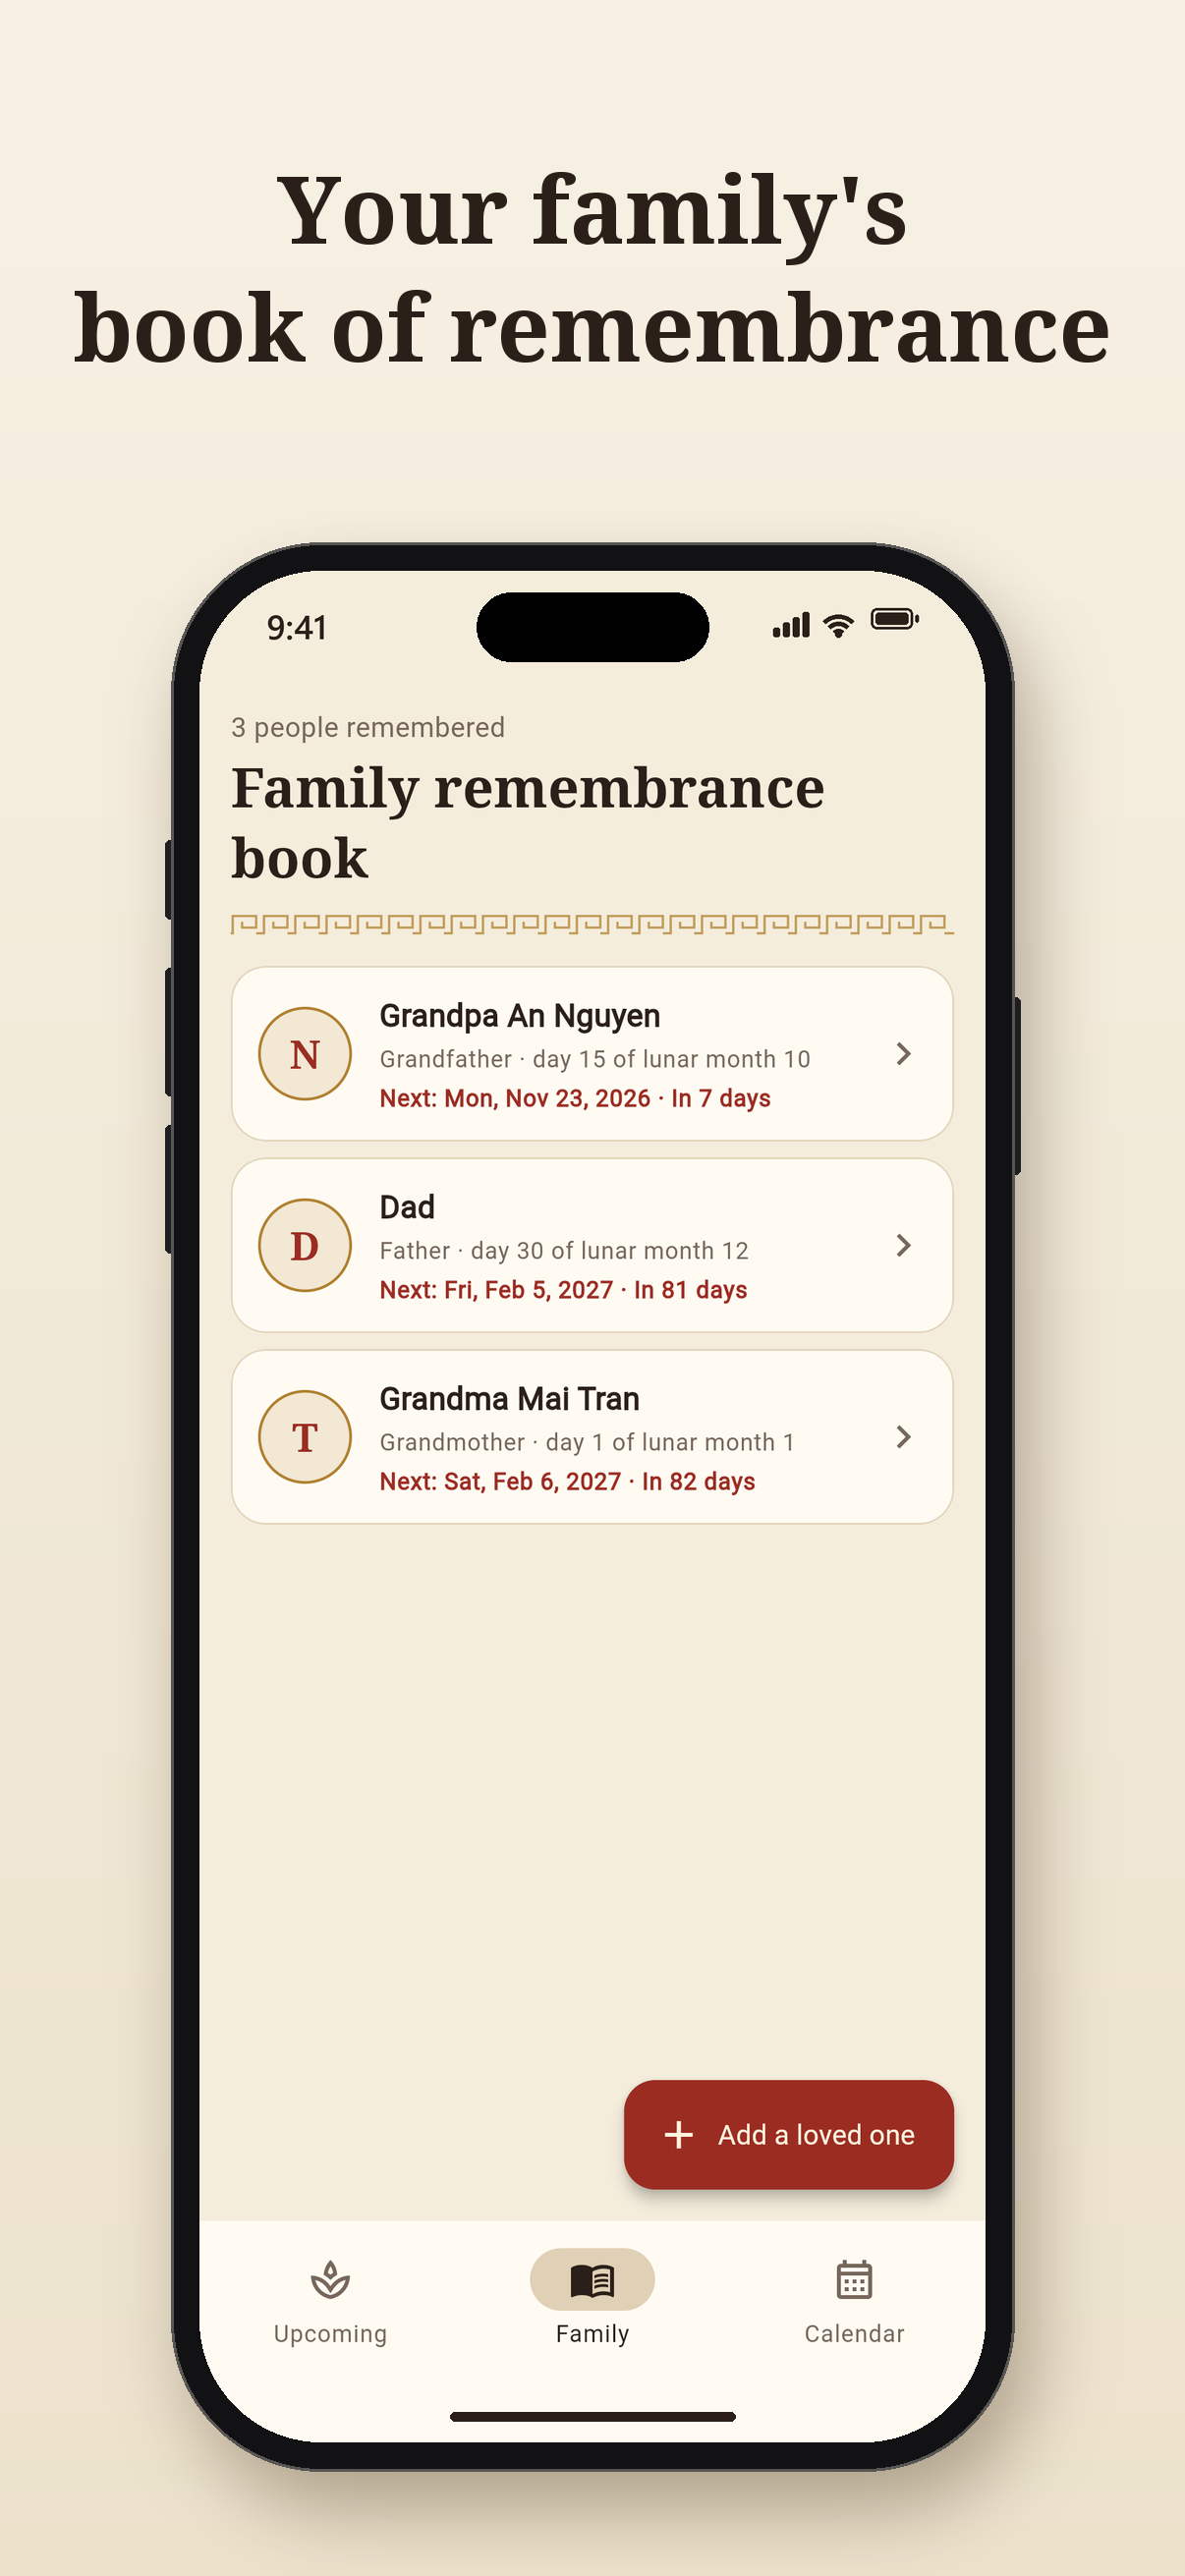 Your family's
book of remembrance
9:41
3 people remembered
Family remembrance
book
N
Grandpa An Nguyen
Grandfather · day 15 of lunar month 10
Next: Mon, Nov 23, 2026 · In 7 days
D
Dad
Father · day 30 of lunar month 12
Next: Fri, Feb 5, 2027 · In 81 days
T
Grandma Mai Tran
Grandmother · day 1 of lunar month 1
Next: Sat, Feb 6, 2027 · In 82 days
+ Add a loved one
Upcoming
Family
Calendar